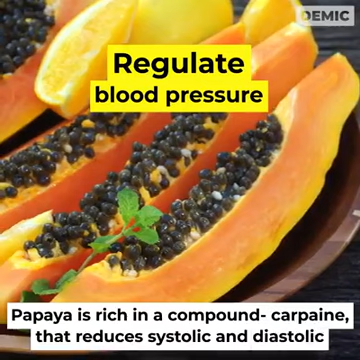 DEMIC
Regulate
blood pressure
Papaya is rich in a compound- carpaine,
that reduces systolic and diastolic